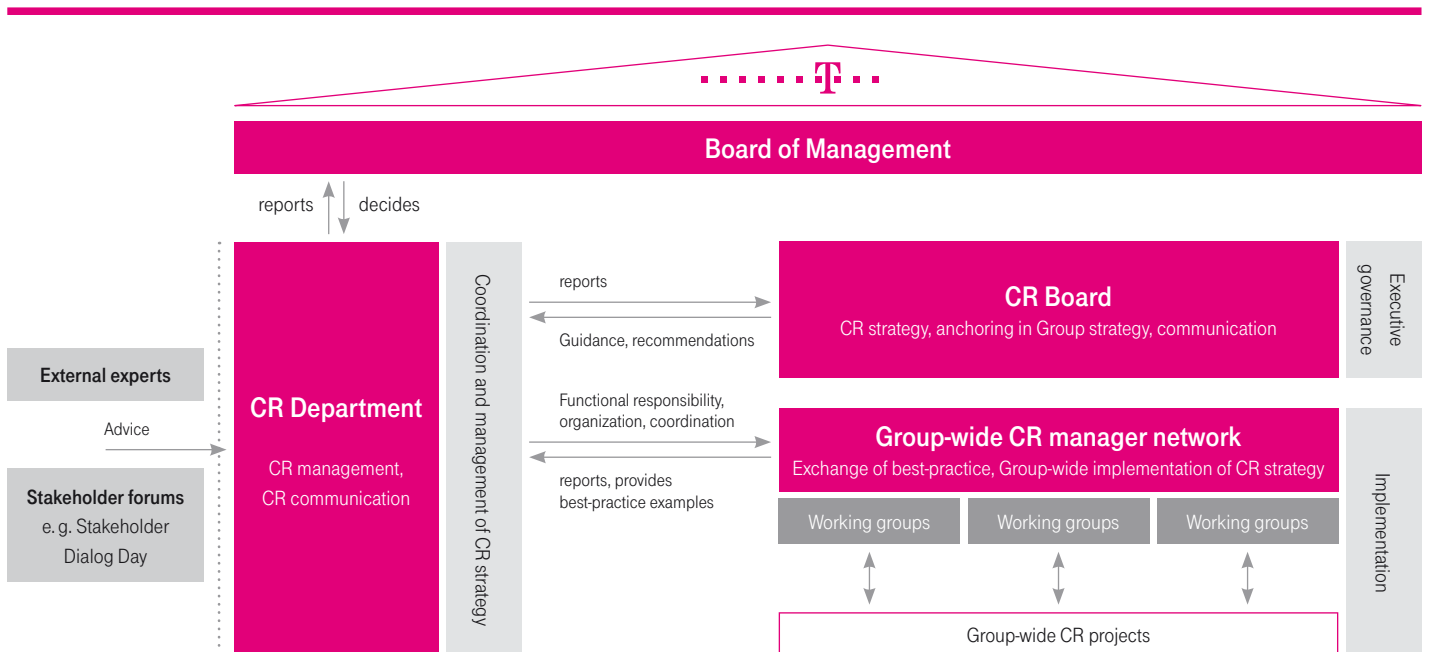 T
Board of Management
reports
decides
External experts
Advice
Stakeholder forums
e. g. Stakeholder
Dialog Day
CR Department
CR management,
CR communication
Coordination and management of CR strategy
reports
Guidance, recommendations
Functional responsibility,
organization, coordination
reports, provides
best-practice examples
CR Board
CR strategy, anchoring in Group strategy, communication
Executive
governance
Group-wide CR manager network
Exchange of best-practice, Group-wide implementation of CR strategy
Working groups
Working groups
Working groups
Group-wide CR projects
Implementation